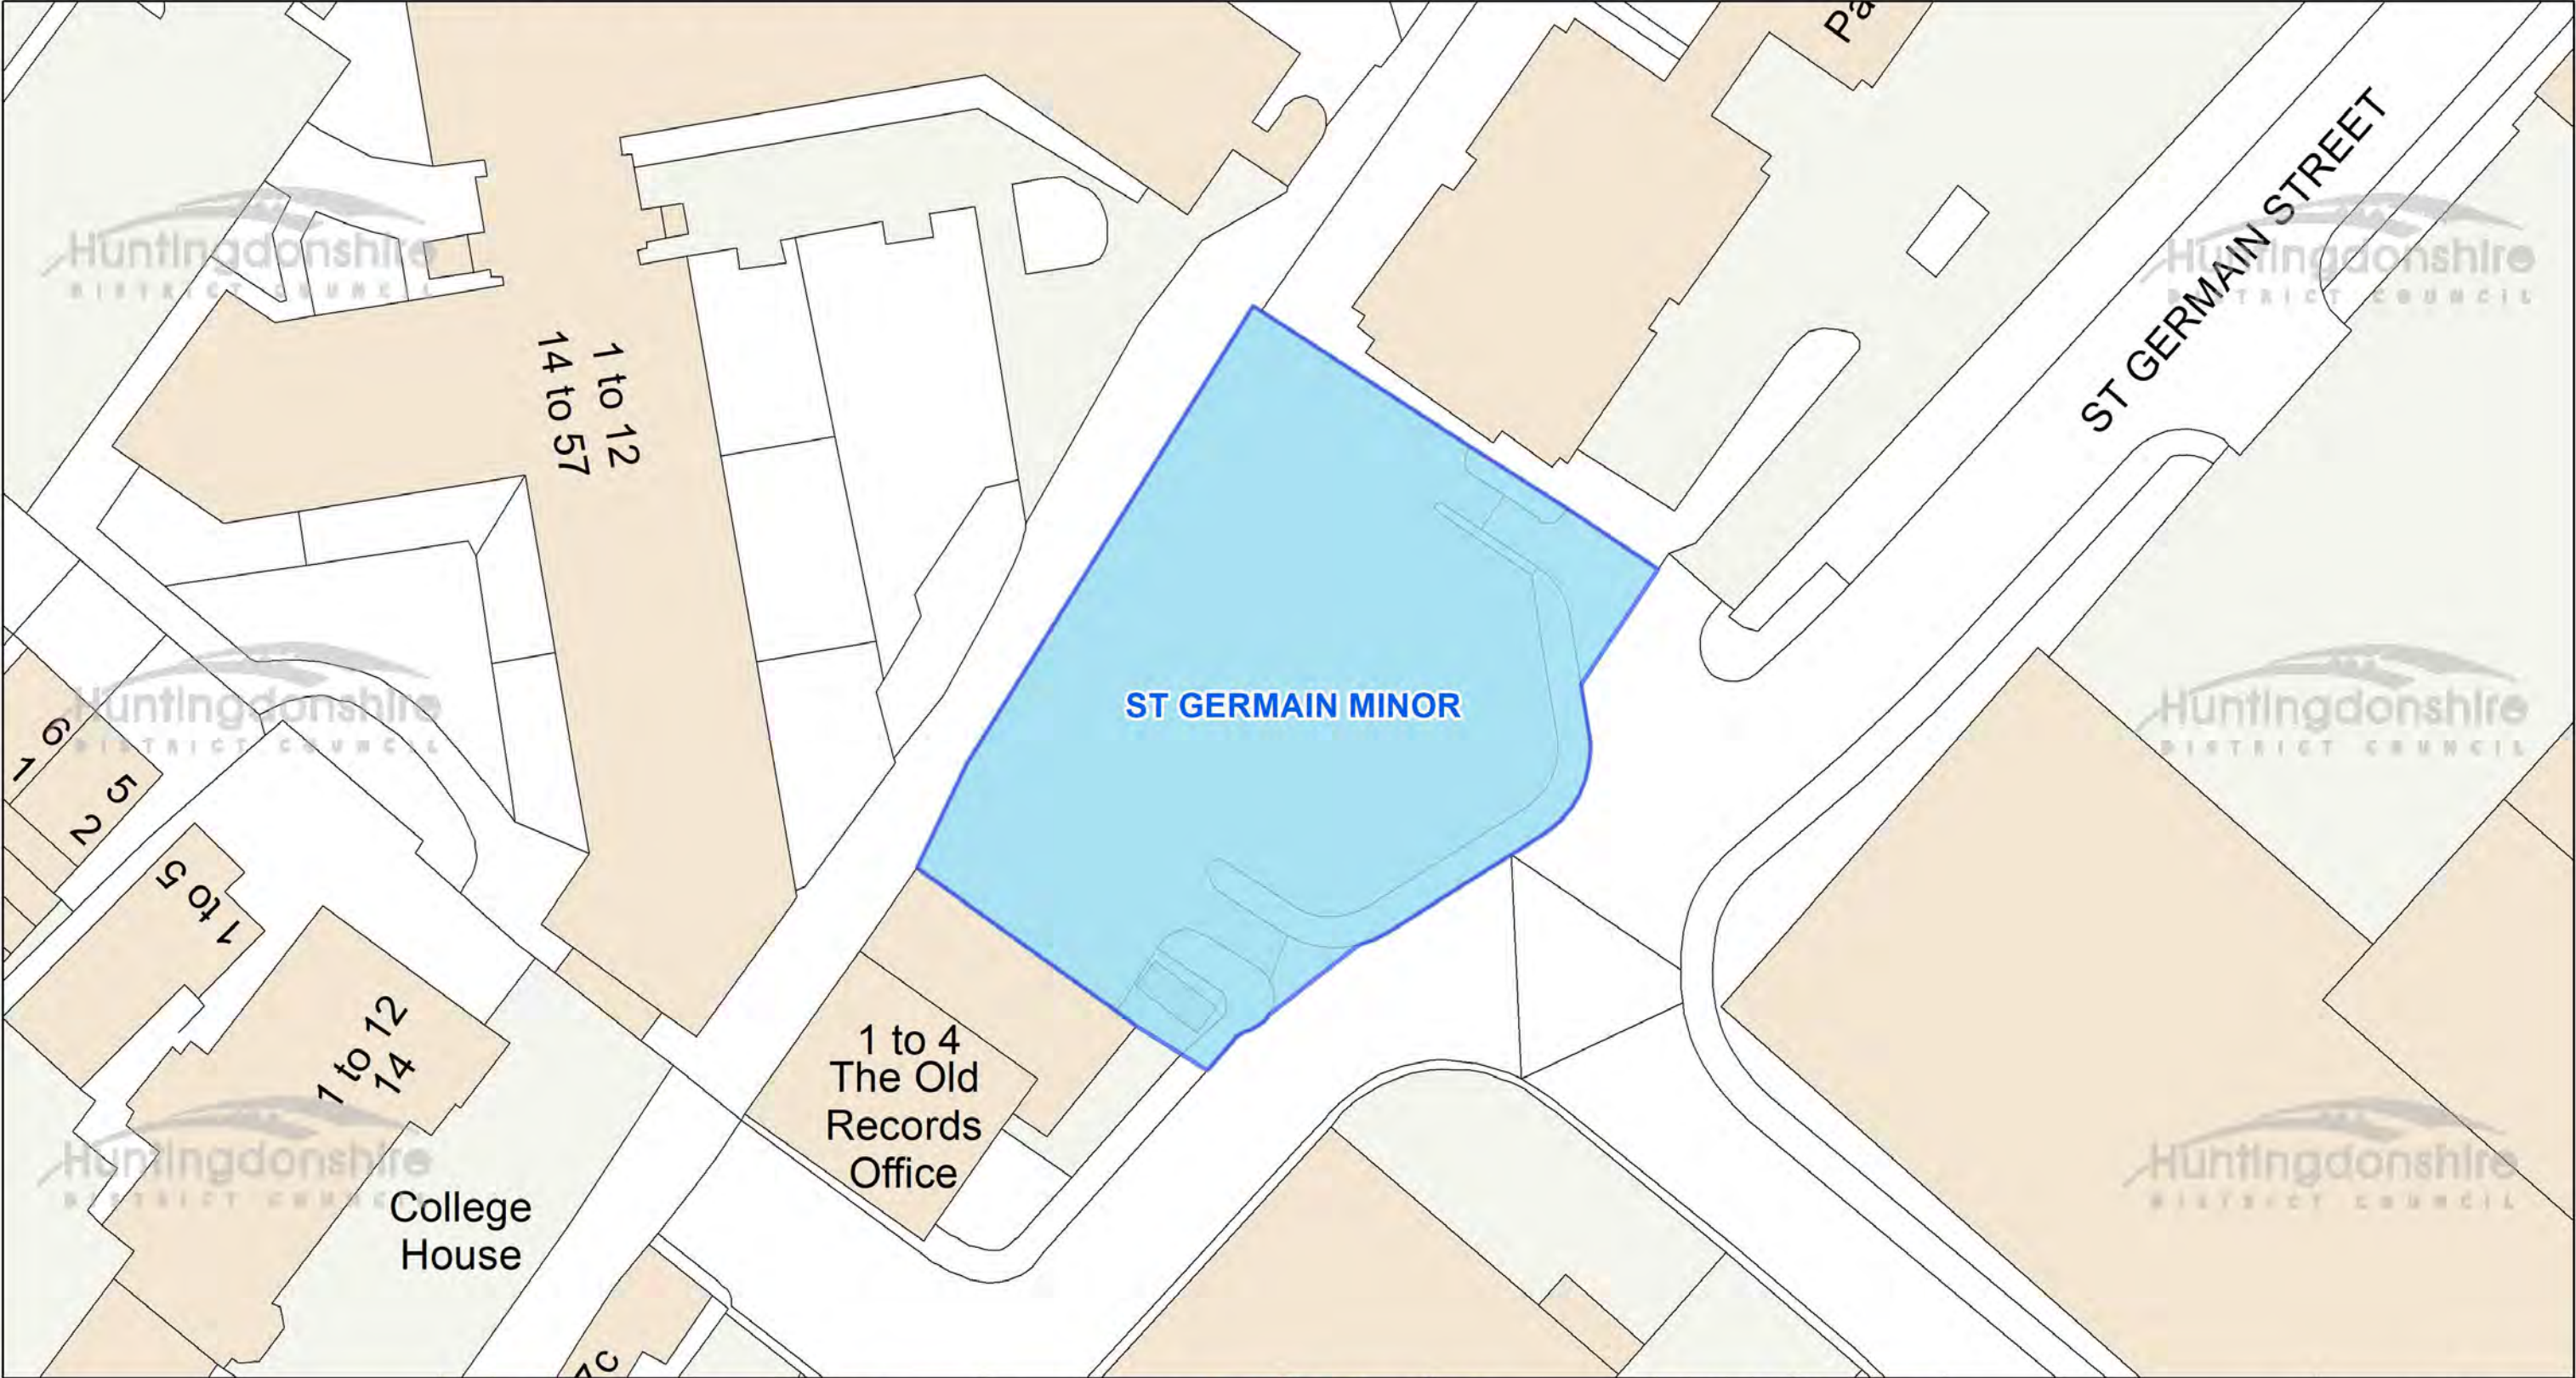 Pa
ST GERMAIN STREET
Huntingdonshire
DISTRICT COUNCIL
Huntingdonshire
DISTRICT COUNCIL
1 to 12
14 to 57
ST GERMAIN MINOR
Huntingdonshire
DISTRICT COUNCIL
Huntingdonshire
DISTRICT COUNCIL
6
1
5
2
1 to 5
1 to 12
14
1 to 4
The Old
Records
Office
Huntingdonshire
DISTRICT COUNCIL
Huntingdonshire
DISTRICT COUNCIL
College
House
7c